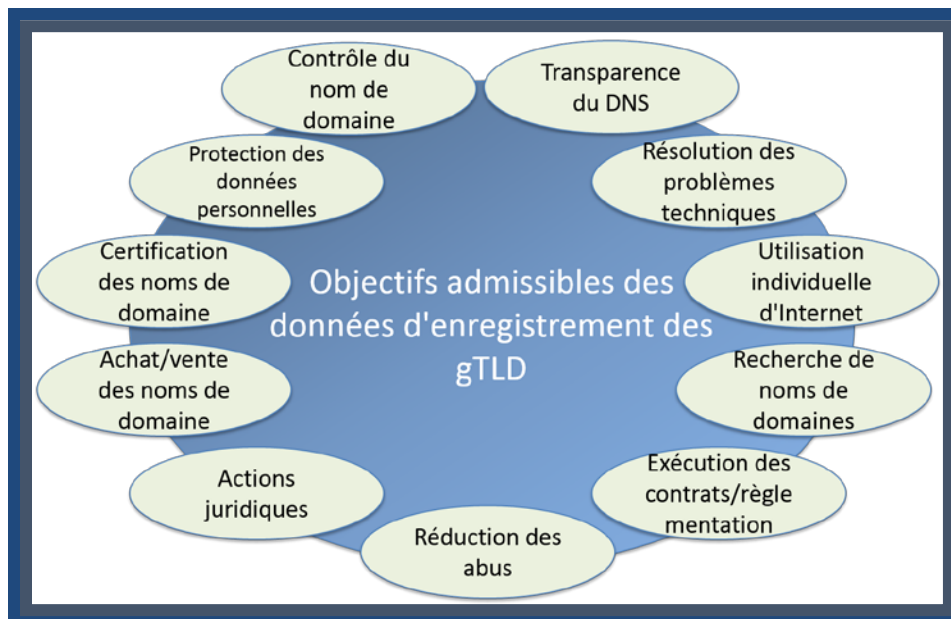 Contrôle du
nom de
domaine
Transparence
du DNS
Protection des
données
personnelles
Résolution des
problèmes
techniques
Certification
des noms de
domaine
Utilisation
individuelle
d'Internet
Objectifs admissibles des
données d'enregistrement des
gTLD
Achat/vente
des noms de
domaine
Recherche de
noms de
domaines
Actions
juridiques
Exécution des
contrats/règle
mentation
Réduction des
abus